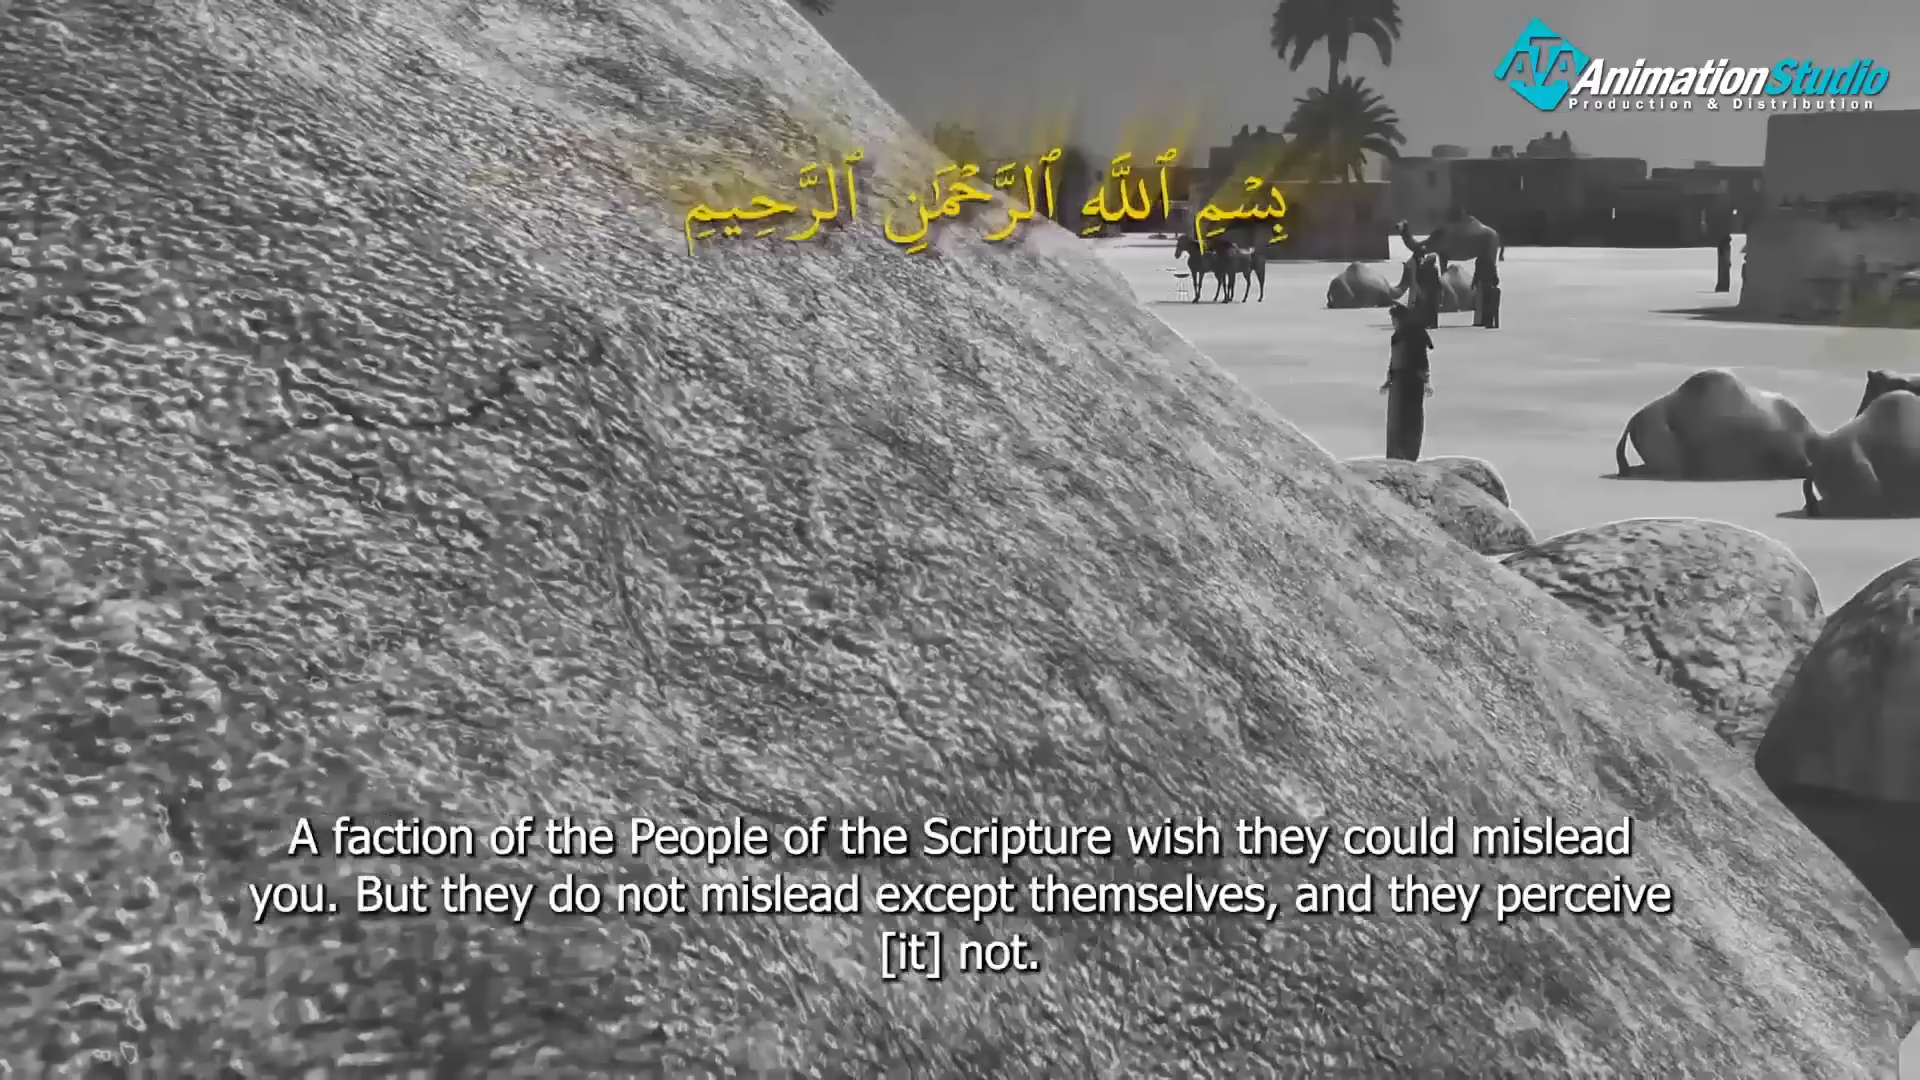 ATA AnimationStudio
Production & Distribution
بِسْمِ ٱللَّهِ ٱلرَّحْمَٰنِ ٱلرَّحِيمِ
A faction of the People of the Scripture wish they could mislead
you. But they do not mislead except themselves, and they perceive
[it] not.